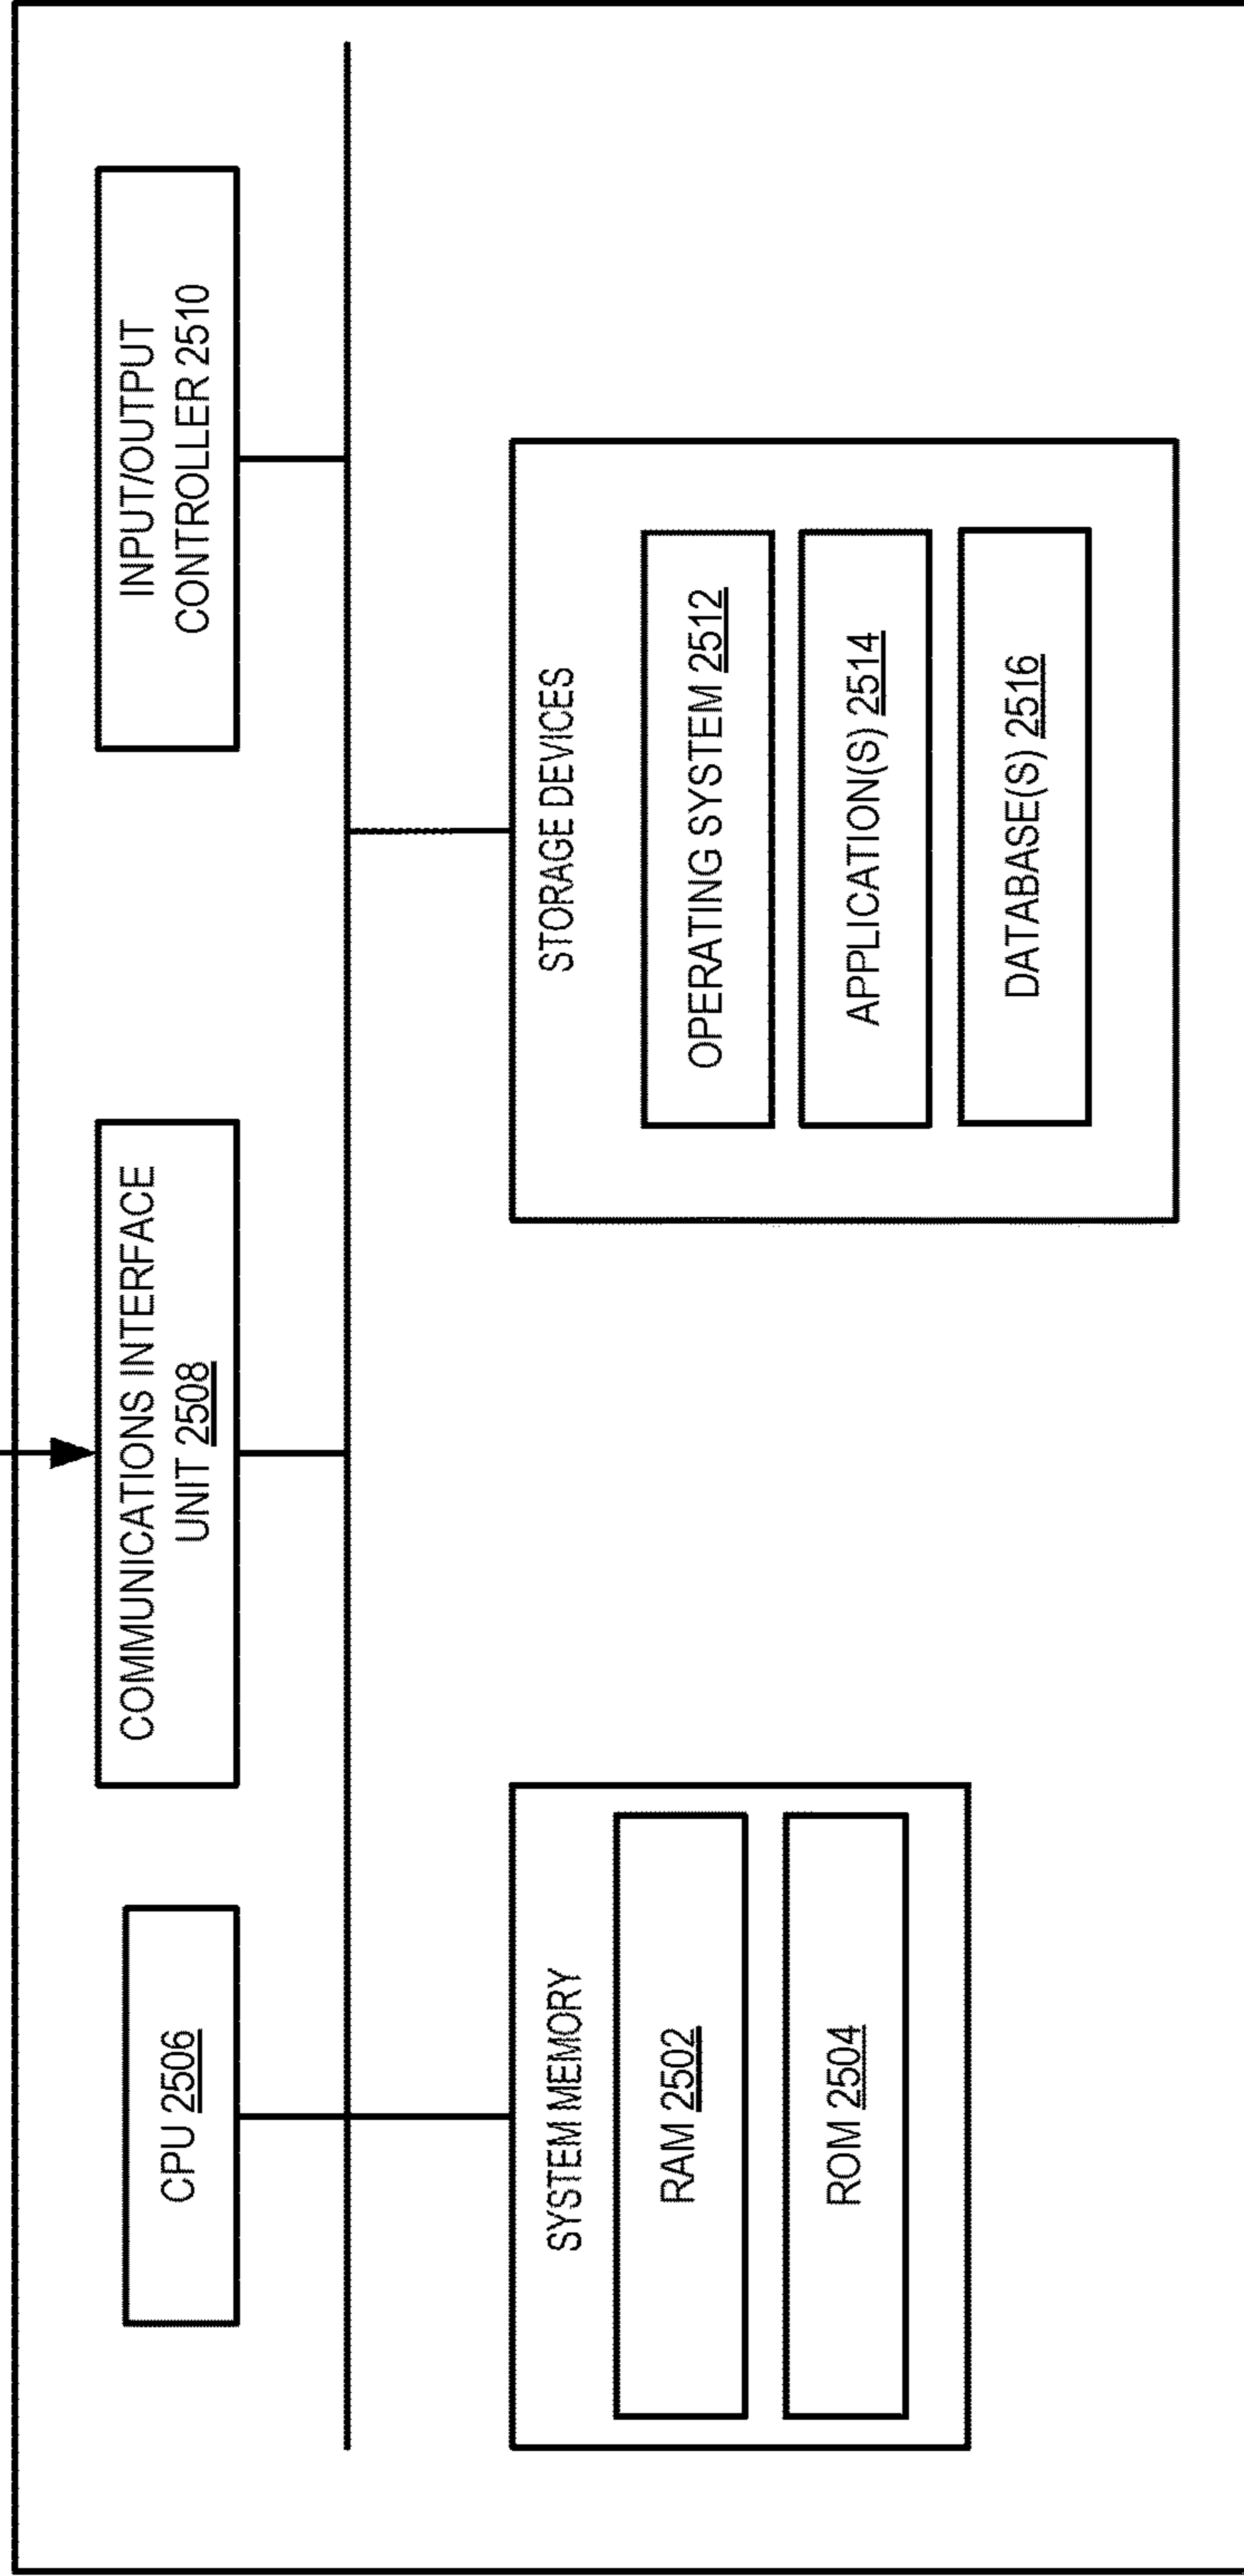 CPU 2506
COMMUNICATIONS INTERFACE
UNIT 2508
INPUT/OUTPUT
CONTROLLER 2510
SYSTEM MEMORY
RAM 2502
ROM 2504
STORAGE DEVICES
OPERATING SYSTEM 2512
APPLICATION(S) 2514
DATABASE(S) 2516